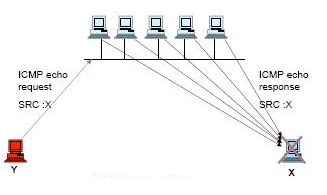 ICMP echo
request
SRC :X
ICMP echo
response
SRC :X
Y
X